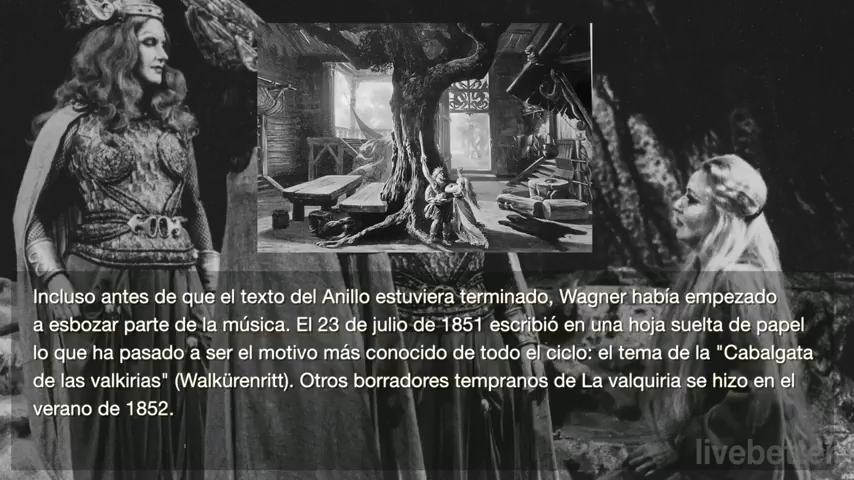 Incluso antes de que el texto del Anillo estuviera terminado, Wagner había empezado
a esbozar parte de la música. El 23 de julio de 1851 escribió en una hoja suelta de papel
lo que ha pasado a ser el motivo más conocido de todo el ciclo: el tema de la "Cabalgata
de las valkirias" (Walkürenritt). Otros borradores tempranos de La valquiria se hizo en el
verano de 1852.
livebetter